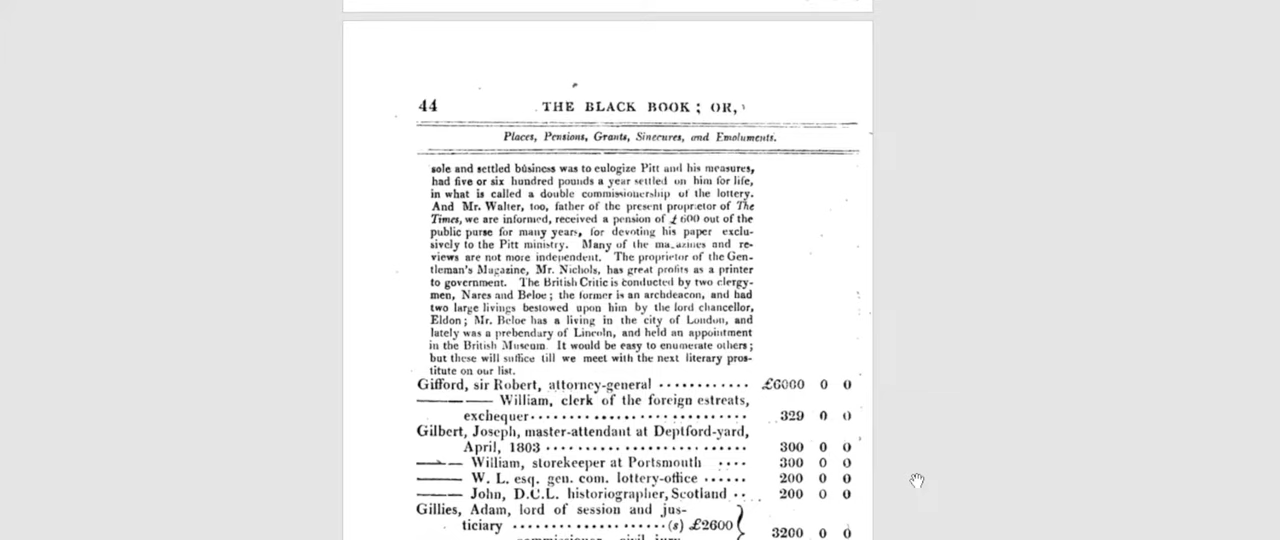 44 THE BLACK BOOK; OR,
Places, Pensions, Grants, Sinecures, and Emoluments.
sole and settled business was to eulogize Pitt and his measures,
had five or six hundred pounds a year settled on him for life,
in what is called a double commissionership of the lottery.
And Mr. Walter, too, father of the present proprietor of The
Times, we are informed, received a pension of £600 out of the
public purse for many years, for devoting his paper exclu-
sively to the Pitt ministry. Many of the magazines and re-
views are not more independent. The proprietor of the Gen-
tleman's Magazine, Mr. Nichols, has great profits as a printer
to government. The British Critic is conducted by two clergy-
men, Nares and Beloe; the former is an archdeacon, and had
two large livings bestowed upon him by the lord chancellor,
Eldon; Mr. Beloe has a living in the city of London, and
lately was a prebendary of Lincoln, and held an appointment
in the British Museum. It would be easy to enumerate others;
but these will suffice till we meet with the next literary pros-
titute on our list.
Gifford, sir Robert, attorney-general ············ £6000 0 0
——— William, clerk of the foreign estreats,
exchequer··························· 329 0 0
Gilbert, Joseph, master-attendant at Deptford-yard,
April, 1803 ························· 300 0 0
——— William, storekeeper at Portsmouth ···· 300 0 0
——— W. L. esq. gen. com. lottery-office ······ 200 0 0
——— John, D.C.L. historiographer, Scotland ·· 200 0 0
Gillies, Adam, lord of session and jus-
ticiary ····················(s) £2600 } 3200 0 0